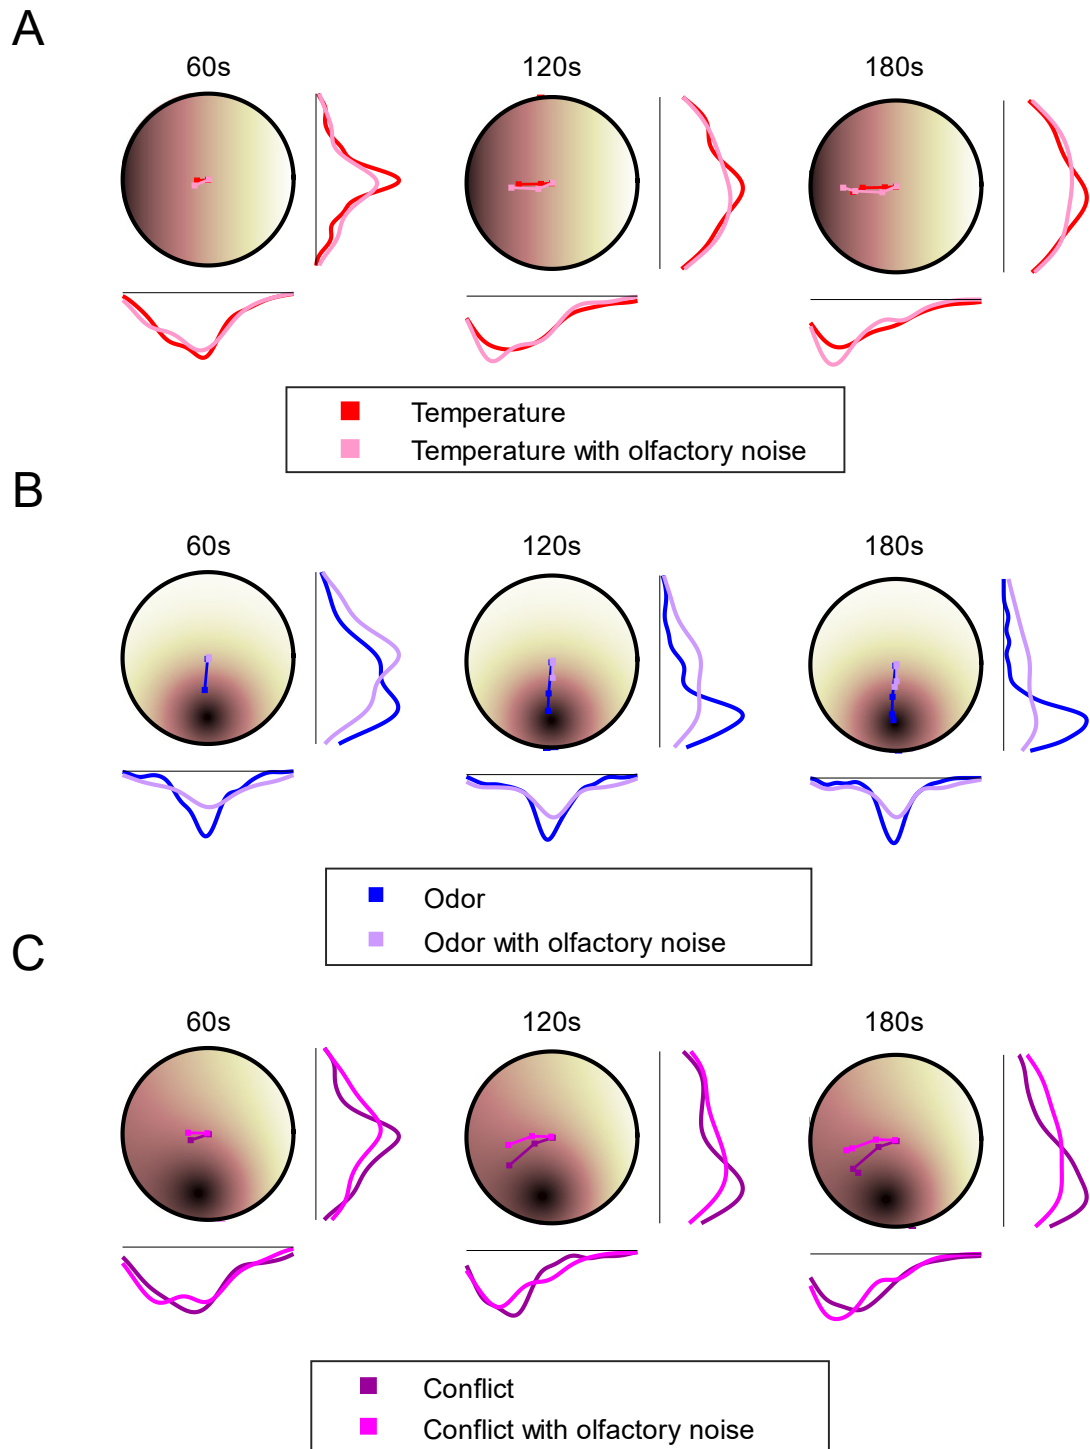 A
60s 120s 180s
Temperature
Temperature with olfactory noise
B
60s 120s 180s
Odor
Odor with olfactory noise
C
60s 120s 180s
Conflict
Conflict with olfactory noise